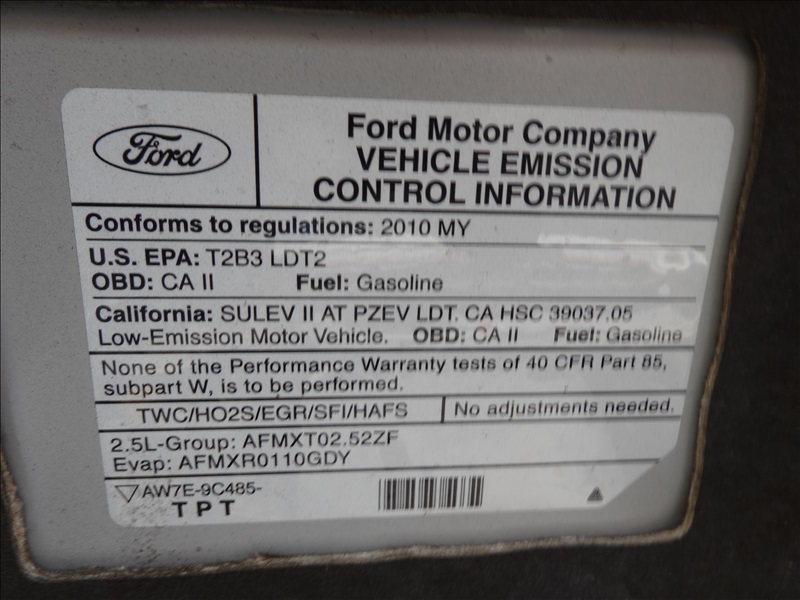 Ford
Ford Motor Company
VEHICLE EMISSION
CONTROL INFORMATION
Conforms to regulations: 2010 MY
U.S. EPA: T2B3 LDT2
OBD: CA II Fuel: Gasoline
California: SULEV II AT PZEV LDT. CA HSC 39037.05
Low-Emission Motor Vehicle. OBD: CA II Fuel: Gasoline
None of the Performance Warranty tests of 40 CFR Part 85,
subpart W, is to be performed.
TWC/HO2S/EGR/SFI/HAFS No adjustments needed.
2.5L-Group: AFMXT02.52ZF
Evap: AFMXR0110GDY
AW7E-9C485-
TPT